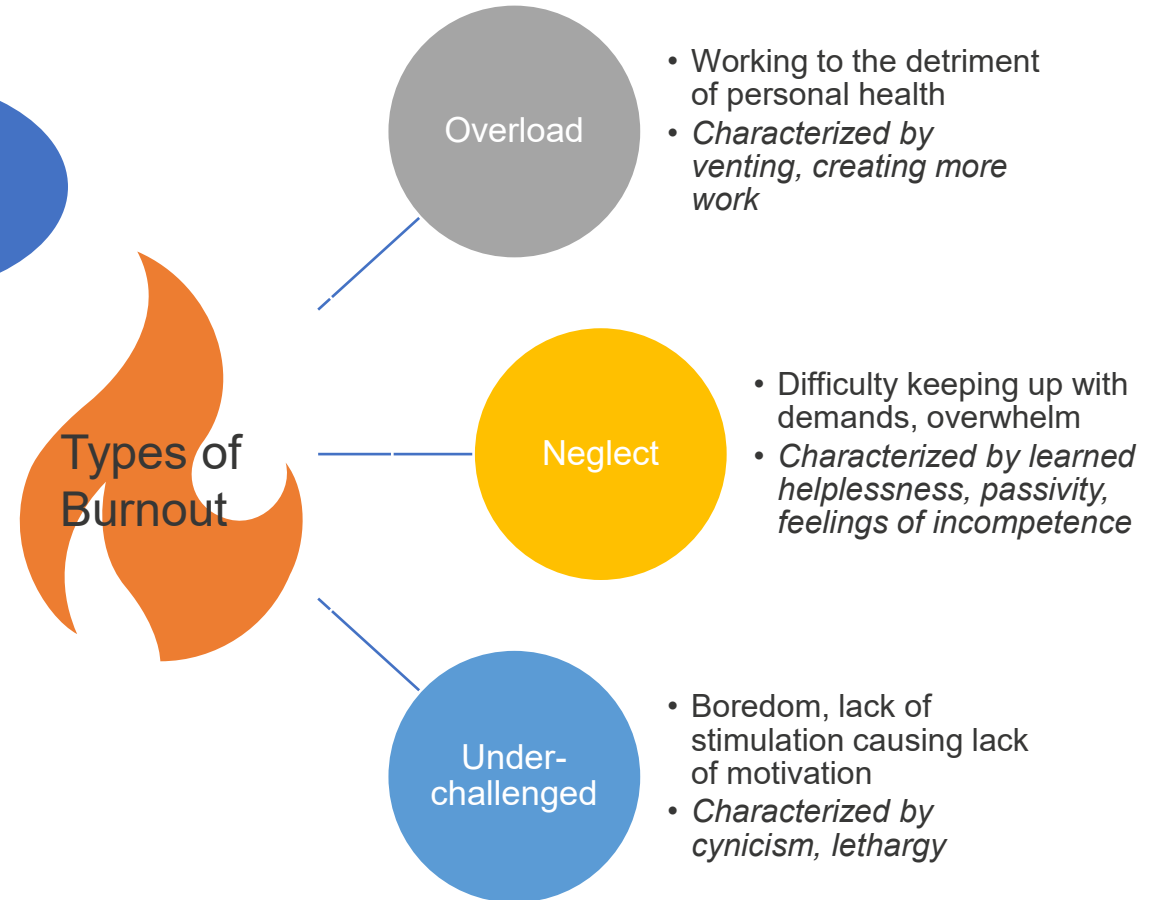 Overload
• Working to the detriment
of personal health
• Characterized by
venting, creating more
work
Types of
Burnout
Neglect
• Difficulty keeping up with
demands, overwhelm
• Characterized by learned
helplessness, passivity,
feelings of incompetence
Under-
challenged
• Boredom, lack of
stimulation causing lack
of motivation
• Characterized by
cynicism, lethargy